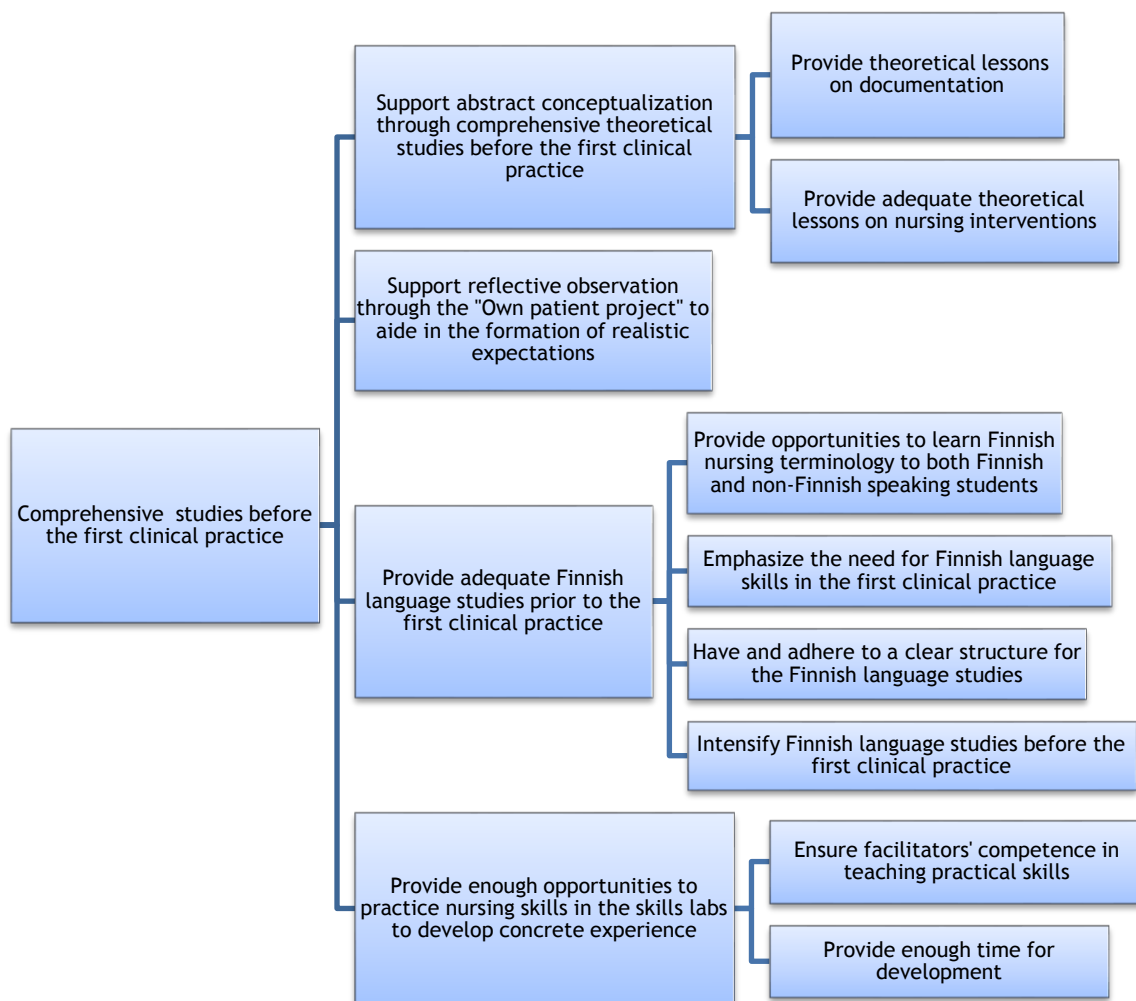 Comprehensive  studies before
the first clinical practice
Support abstract conceptualization
through comprehensive theoretical
studies before the first clinical
practice
Provide theoretical lessons
on documentation
Provide adequate theoretical
lessons on nursing interventions
Support reflective observation
through the "Own patient project" to
aide in the formation of realistic
expectations
Provide adequate Finnish
language studies prior to the
first clinical practice
Provide opportunities to learn Finnish
nursing terminology to both Finnish
and non-Finnish speaking students
Emphasize the need for Finnish language
skills in the first clinical practice
Have and adhere to a clear structure for
the Finnish language studies
Intensify Finnish language studies before the
first clinical practice
Provide enough opportunities to
practice nursing skills in the skills labs
to develop concrete experience
Ensure facilitators' competence in
teaching practical skills
Provide enough time for
development